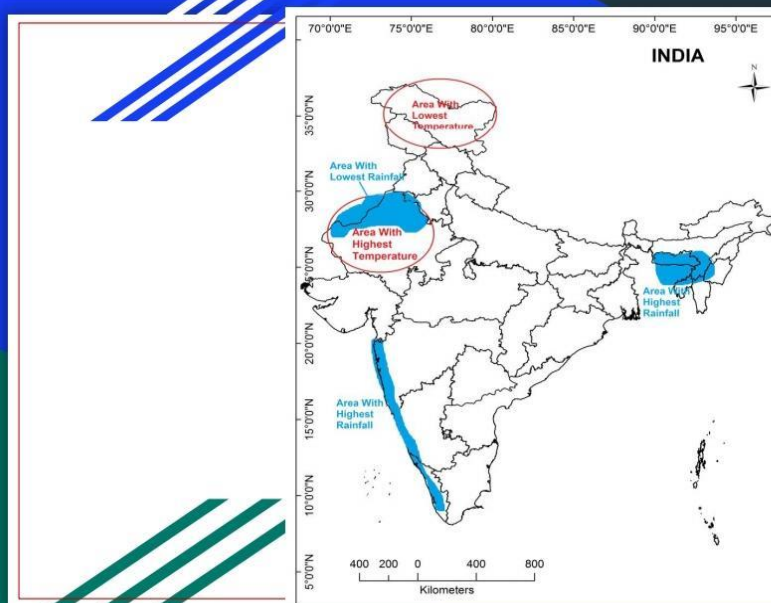 70°0'0"E
75°0'0"E
80°0'0"E
85°0'0"E
90°0'0"E
95°0'0"E
INDIA
N
35°0'0"N
30°0'0"N
25°0'0"N
20°0'0"N
15°0'0"N
10°0'0"N
5°0'0"N
Area With
Lowest
Temperature
Area With
Lowest Rainfall
Area With
Highest
Temperature
Area With
Highest
Rainfall
Area With
Highest
Rainfall
400 200 0 400 800
Kilometers